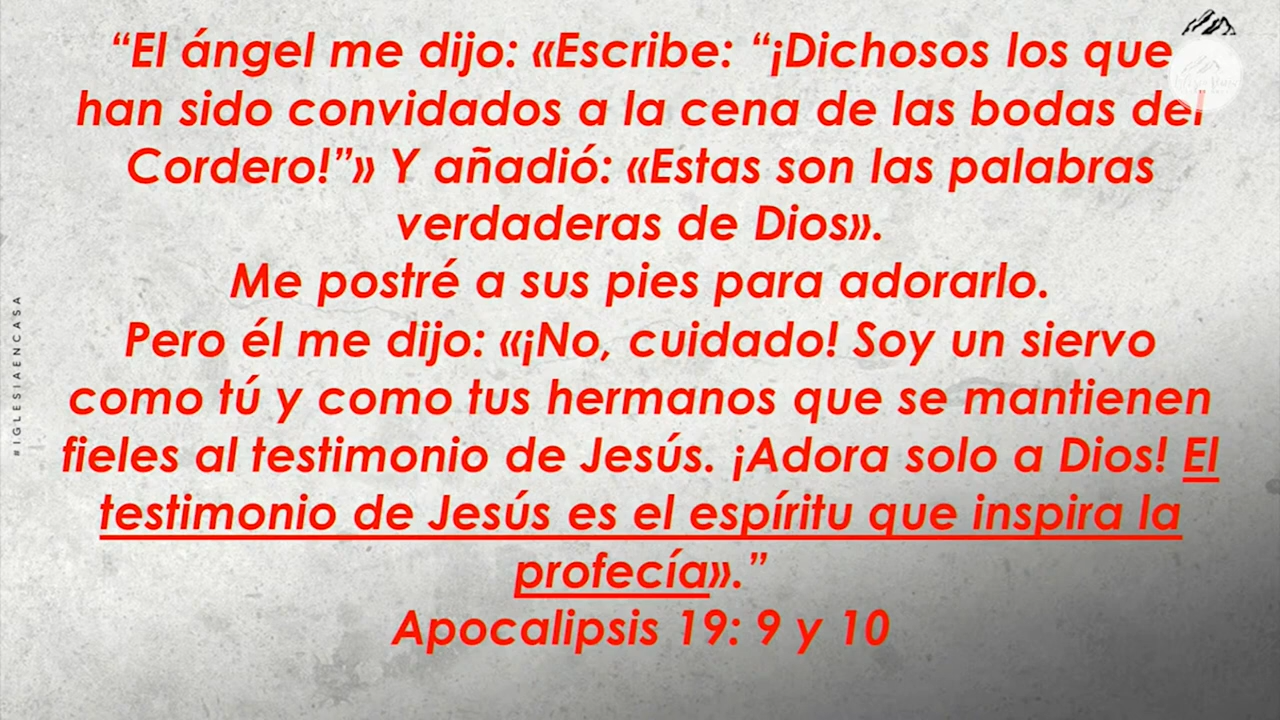 “El ángel me dijo: «Escribe: “¡Dichosos los que
han sido convidados a la cena de las bodas del
Cordero!”» Y añadió: «Estas son las palabras
verdaderas de Dios».
Me postré a sus pies para adorarlo.
Pero él me dijo: «¡No, cuidado! Soy un siervo
como tú y como tus hermanos que se mantienen
fieles al testimonio de Jesús. ¡Adora solo a Dios! El
testimonio de Jesús es el espíritu que inspira la
profecía».”
Apocalipsis 19: 9 y 10
#IGLESIAENCASA